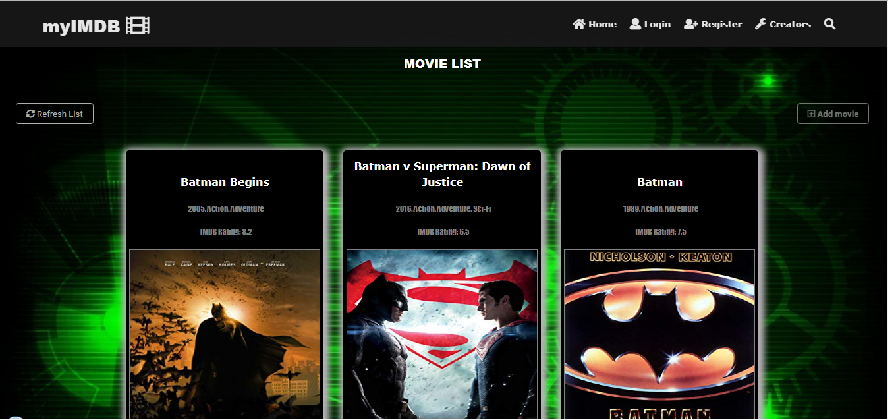 myIMDB
Home Login Register Creators
MOVIE LIST
Refresh List
Add movie
Batman Begins
2005,Action,Adventure
IMDB Rating: 8.2
Batman v Superman: Dawn of
Justice
2016,Action,Adventure, Sci-Fi
IMDB Rating: 6.5
Batman
1989,Action,Adventure
IMDB Rating: 7.5
NICHOLSON · KEATON
BATMAN